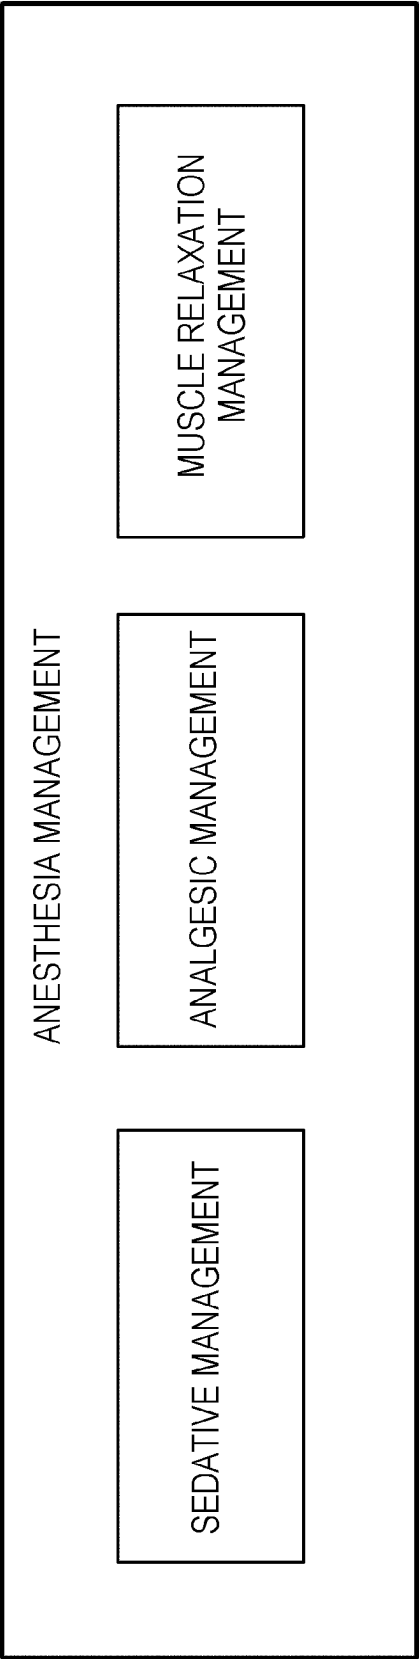 ANESTHESIA MANAGEMENT
SEDATIVE MANAGEMENT
ANALGESIC MANAGEMENT
MUSCLE RELAXATION
MANAGEMENT